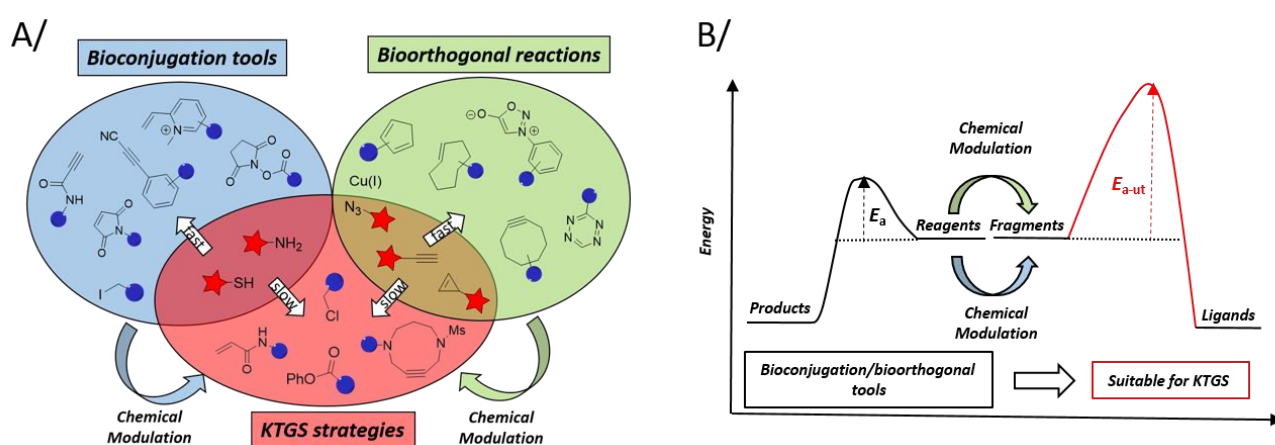 A/
Bioconjugation tools
Bioorthogonal reactions
NC
N
+
O
O
N
O
O
O
O
NH
O
N
O
I
fast
NH₂
SH
slow
Cu(I)
N₃
fast
slow
⊖O
O
N
N
+
N
N
N
N
Cl
O
N
H
O
PhO
N
N
Ms
Chemical
Modulation
KTGS strategies
Chemical
Modulation
B/
Energy
Chemical
Modulation
Eₐ
Reagents
Fragments
Eₐ₋ᵤₜ
Products
Chemical
Modulation
Ligands
Bioconjugation/bioorthogonal
tools
Suitable for KTGS